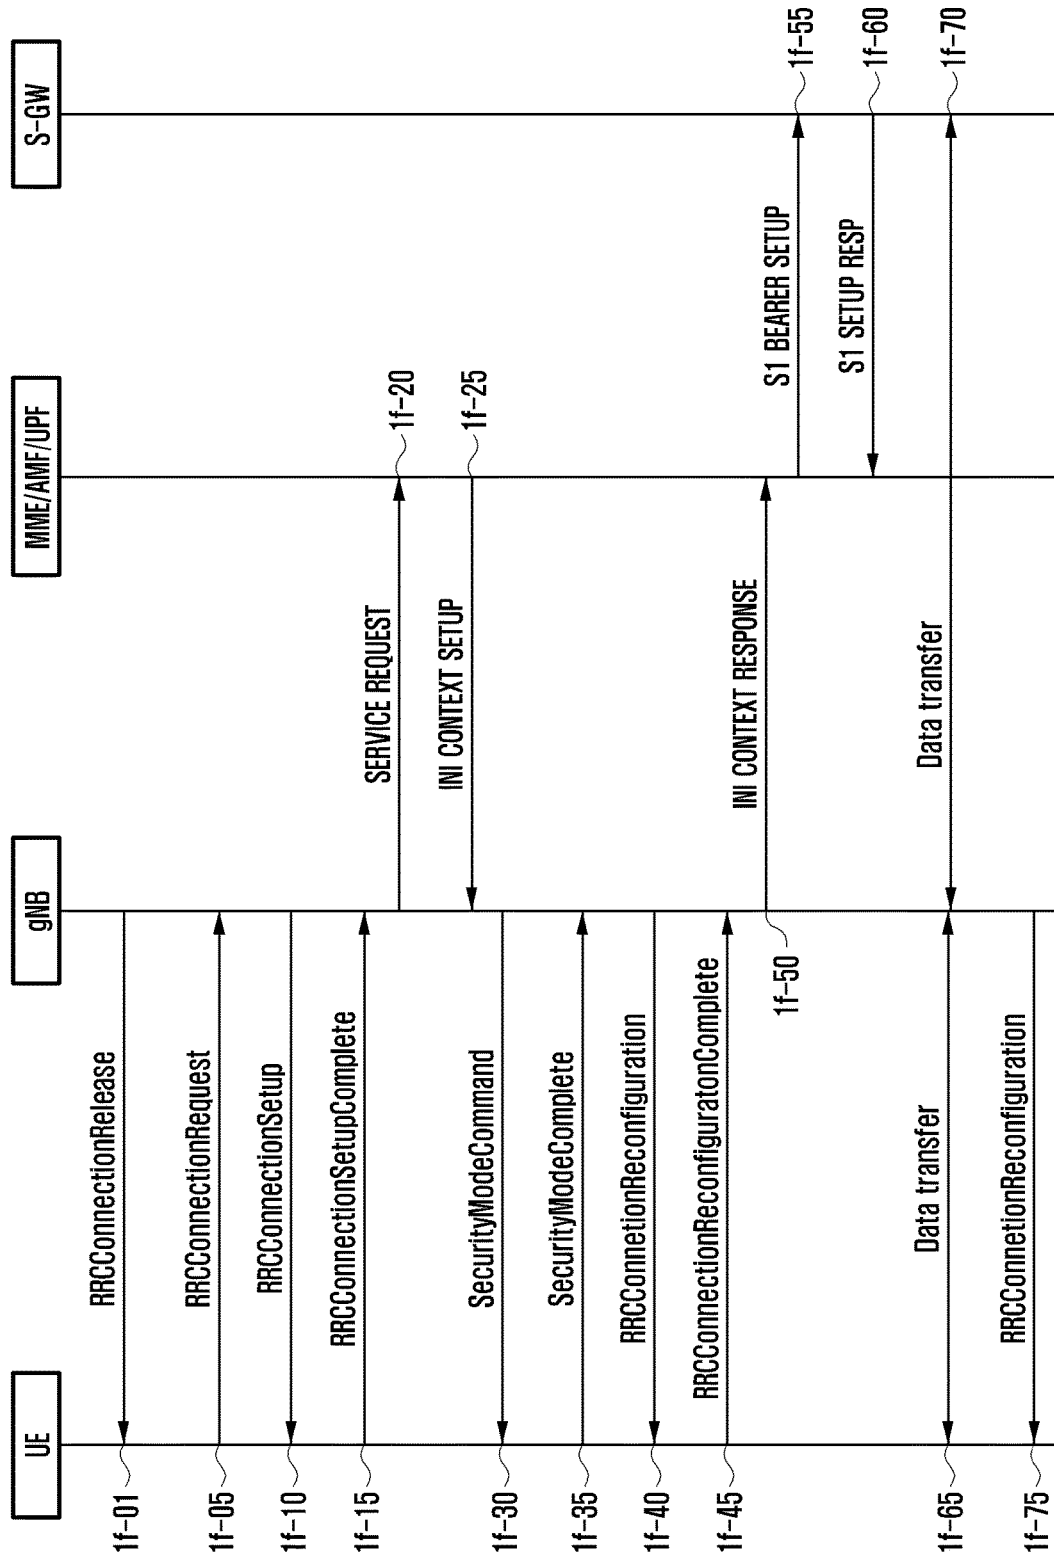 UE
gNB
MME/AMF/UPF
S-GW
1f-01
RRCConnectionRelease
1f-05
RRCConnectionRequest
1f-10
RRCConnectionSetup
1f-15
RRCConnectionSetupComplete
SERVICE REQUEST
1f-20
INI CONTEXT SETUP
1f-25
1f-30
SecurityModeCommand
1f-35
SecurityModeComplete
1f-40
RRCConnetionReconfiguration
1f-45
RRCConnectionReconfiguratonComplete
1f-50
INI CONTEXT RESPONSE
S1 BEARER SETUP
1f-55
S1 SETUP RESP
1f-60
1f-65
Data transfer
Data transfer
1f-70
1f-75
RRCConnetionReconfiguration